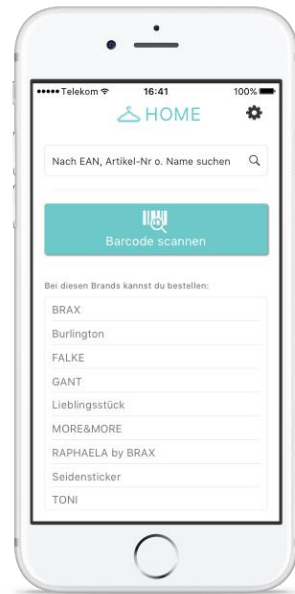 Telekom 16:41 100%
HOME
Nach EAN, Artikel-Nr o. Name suchen
Barcode scannen
Bei diesen Brands kannst du bestellen:
BRAX
Burlington
FALKE
GANT
Lieblingsstück
MORE&MORE
RAPHAELA by BRAX
Seidensticker
TONI